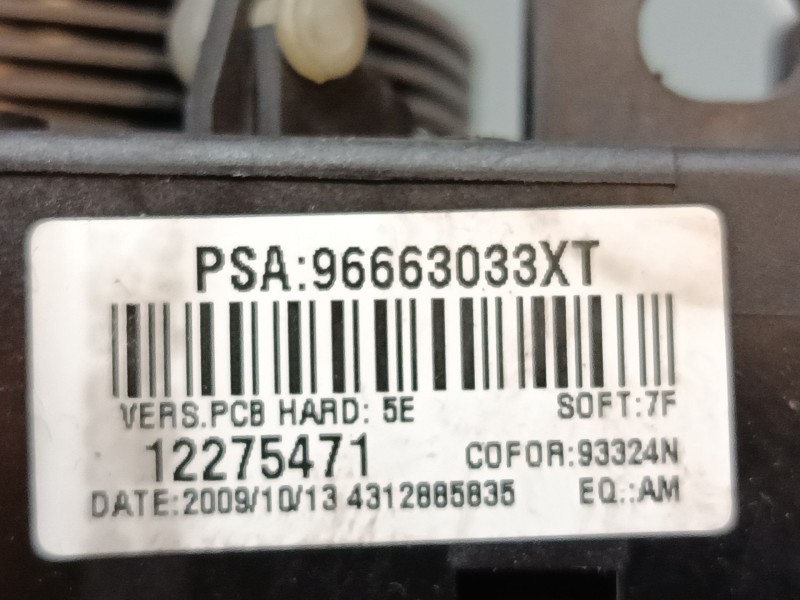 PSA:96663033XT
VERS.PCB HARD: 5E SOFT:7F
12275471 COFOR:93324N
DATE:2009/10/13 4312885835 EQ.:AM